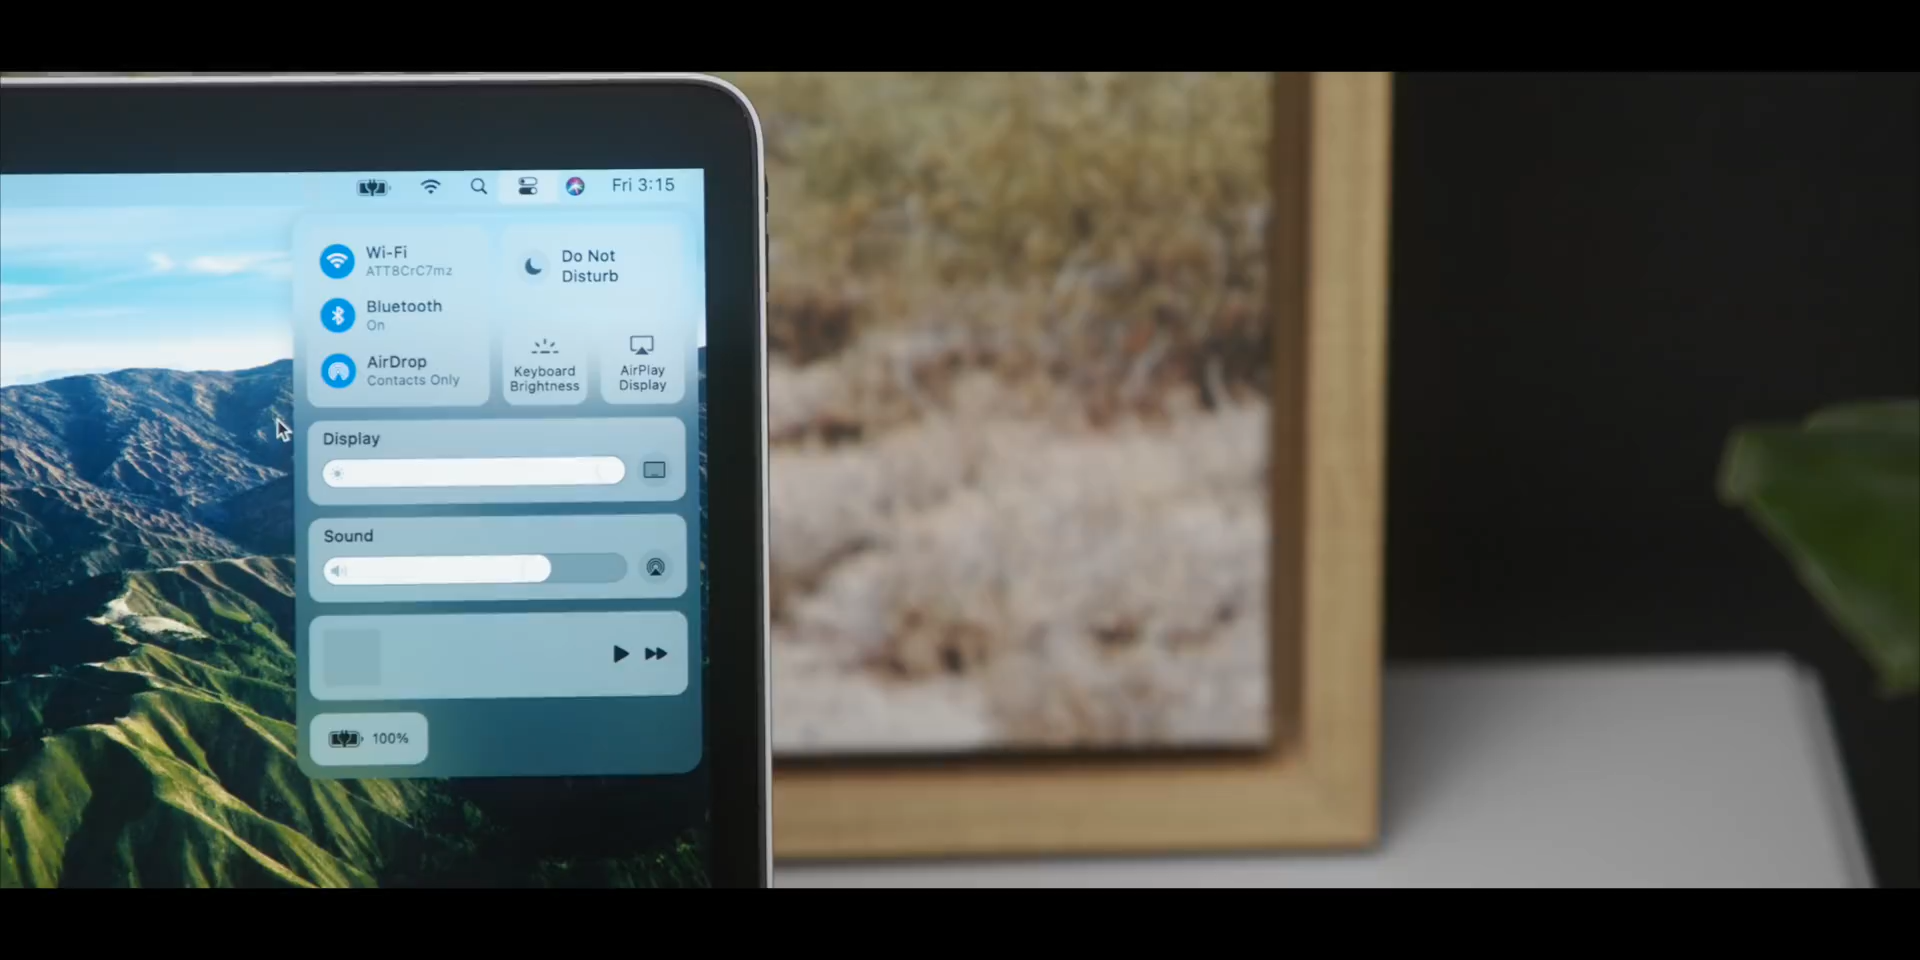 Fri 3:15
Wi-Fi
ATT8CrC7mz
Do Not
Disturb
Bluetooth
On
AirDrop
Contacts Only
Keyboard
Brightness
AirPlay
Display
Display
Sound
100%